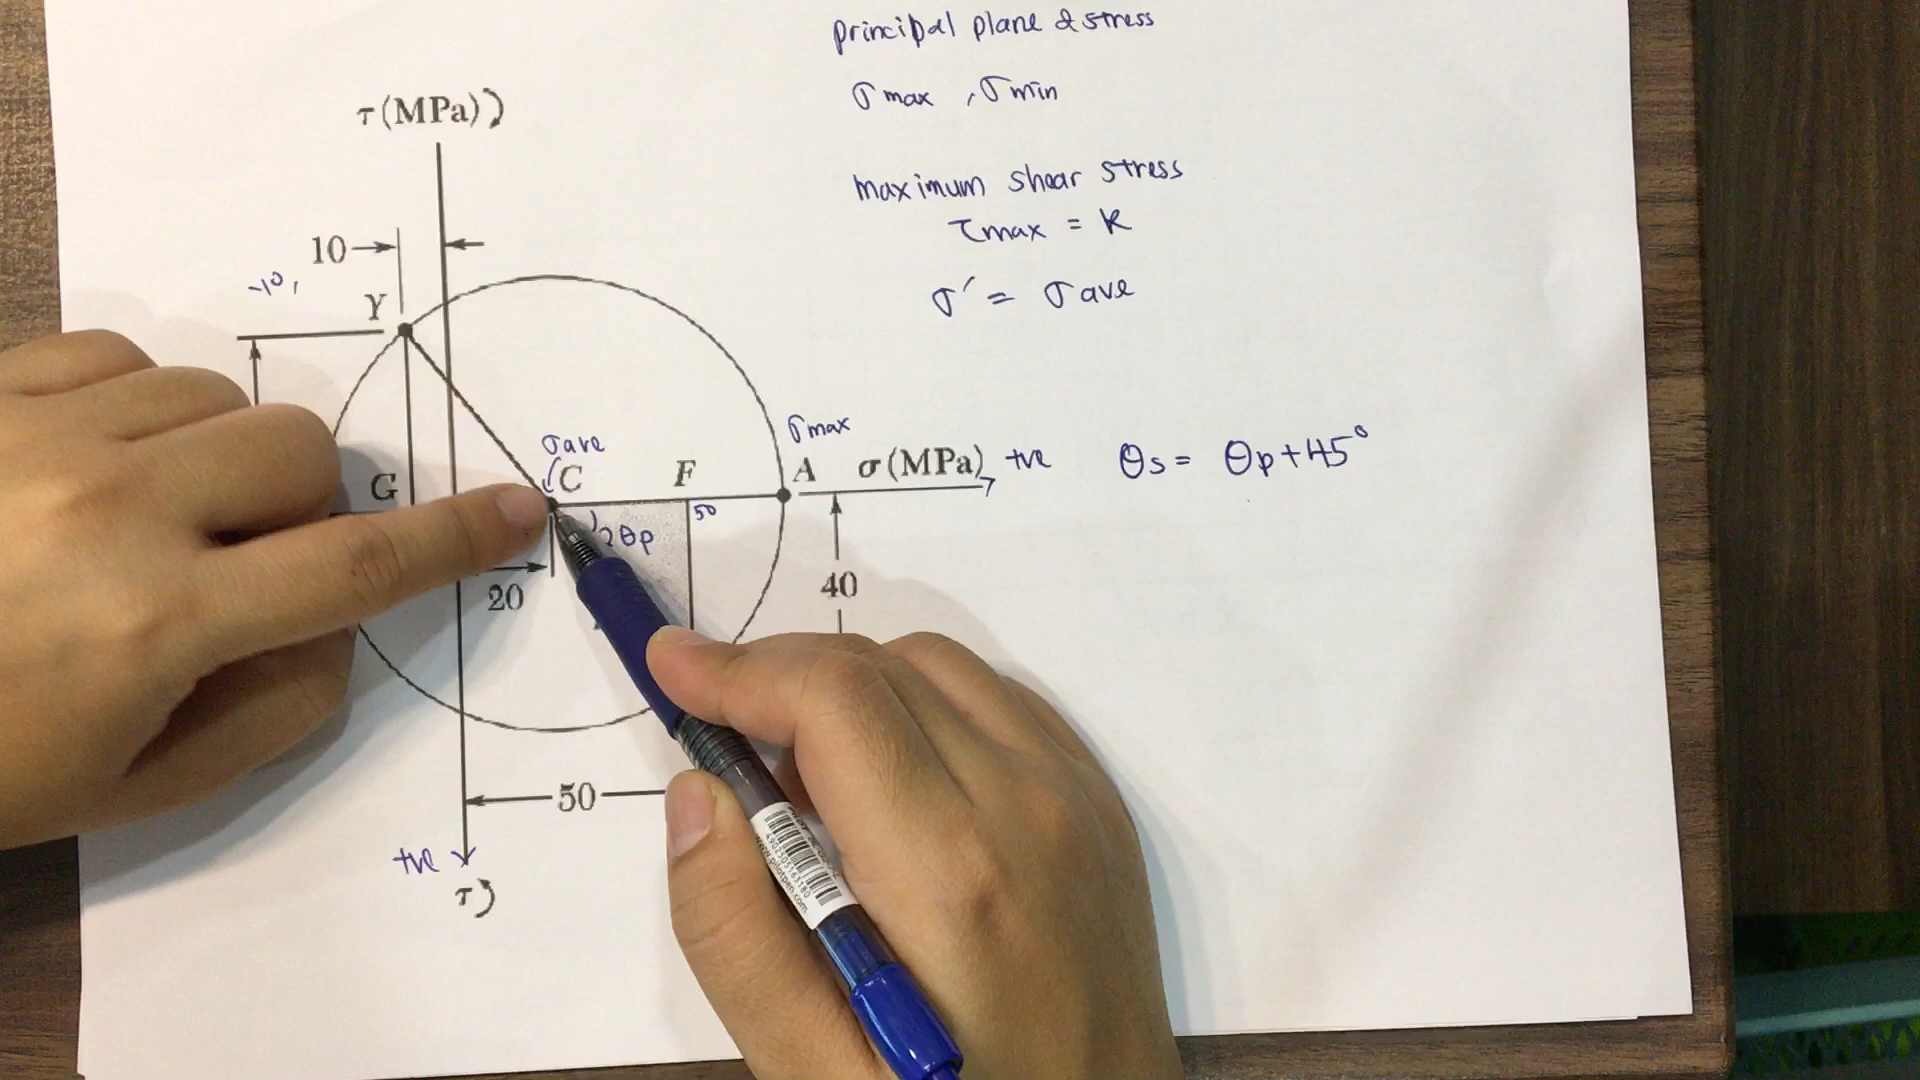 principal plane & stress
σmax , σmin
maximum shear stress
τmax = R
σ' = σave
τ(MPa)
10
-10,
Y
σave
C
F
σmax
A
σ(MPa)
+ve
θs = θp+45°
G
50
2θp
20
40
50
+ve
τ